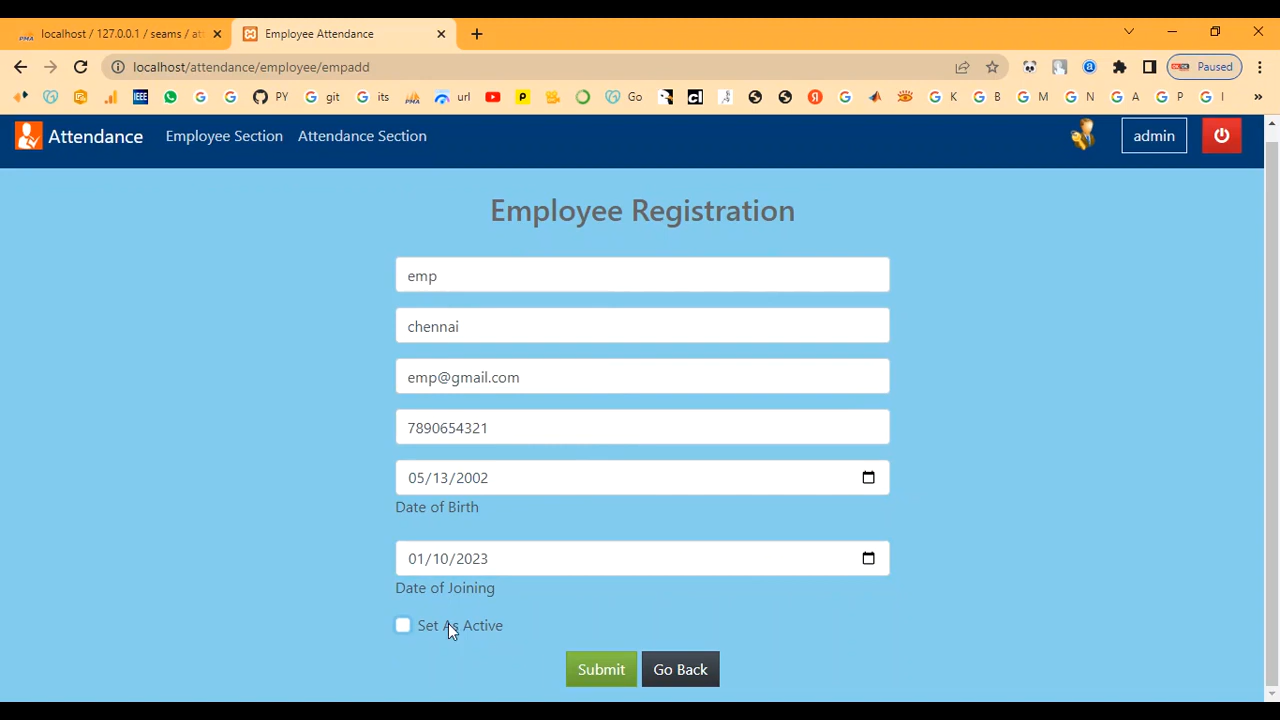 localhost / 127.0.0.1 / seams / at
Employee Attendance
localhost/attendance/employee/empadd
Paused
IEEE
PY
git
its
url
Go
K
B
M
N
A
P
I
Attendance
Employee Section
Attendance Section
admin
Employee Registration
emp
chennai
emp@gmail.com
7890654321
05/13/2002
Date of Birth
01/10/2023
Date of Joining
Set As Active
Submit
Go Back